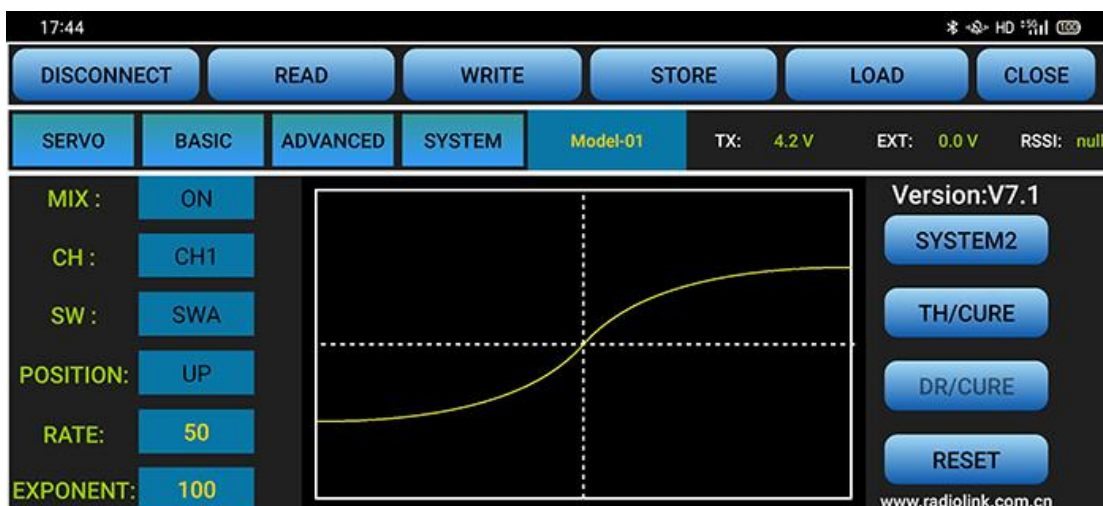 17:44 HD 5G 100
DISCONNECT READ WRITE STORE LOAD CLOSE
SERVO BASIC ADVANCED SYSTEM Model-01 TX: 4.2 V EXT: 0.0 V RSSI: null
MIX : ON
CH : CH1
SW : SWA
POSITION: UP
RATE: 50
EXPONENT: 100
Version:V7.1
SYSTEM2
TH/CURE
DR/CURE
RESET
www.radiolink.com.cn